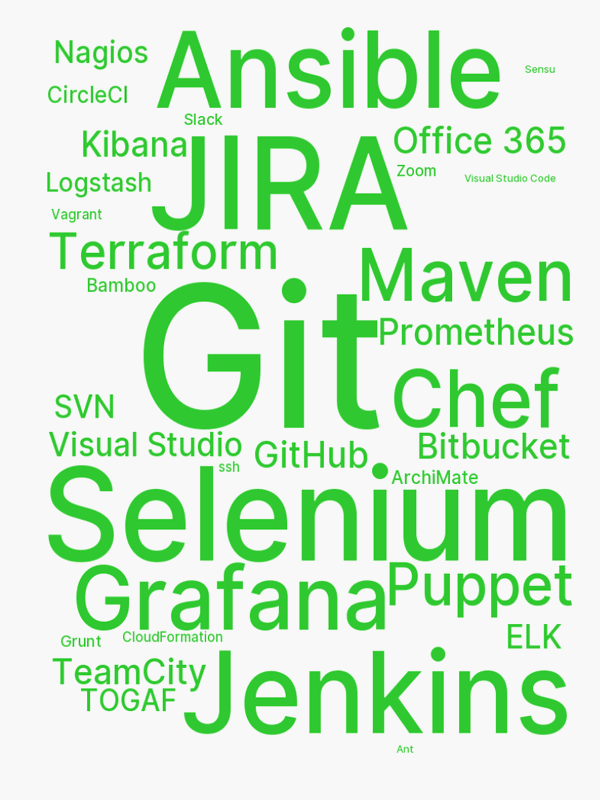 Ansible
Nagios
Sensu
CircleCI
Slack
Kibana
JIRA
Office 365
Zoom
Logstash
Visual Studio Code
Vagrant
Terraform
Maven
Bamboo
Git
Prometheus
Chef
SVN
Visual Studio
GitHub
Bitbucket
ssh
ArchiMate
Selenium
Grafana
Puppet
Grunt
CloudFormation
ELK
TeamCity
Jenkins
TOGAF
Ant